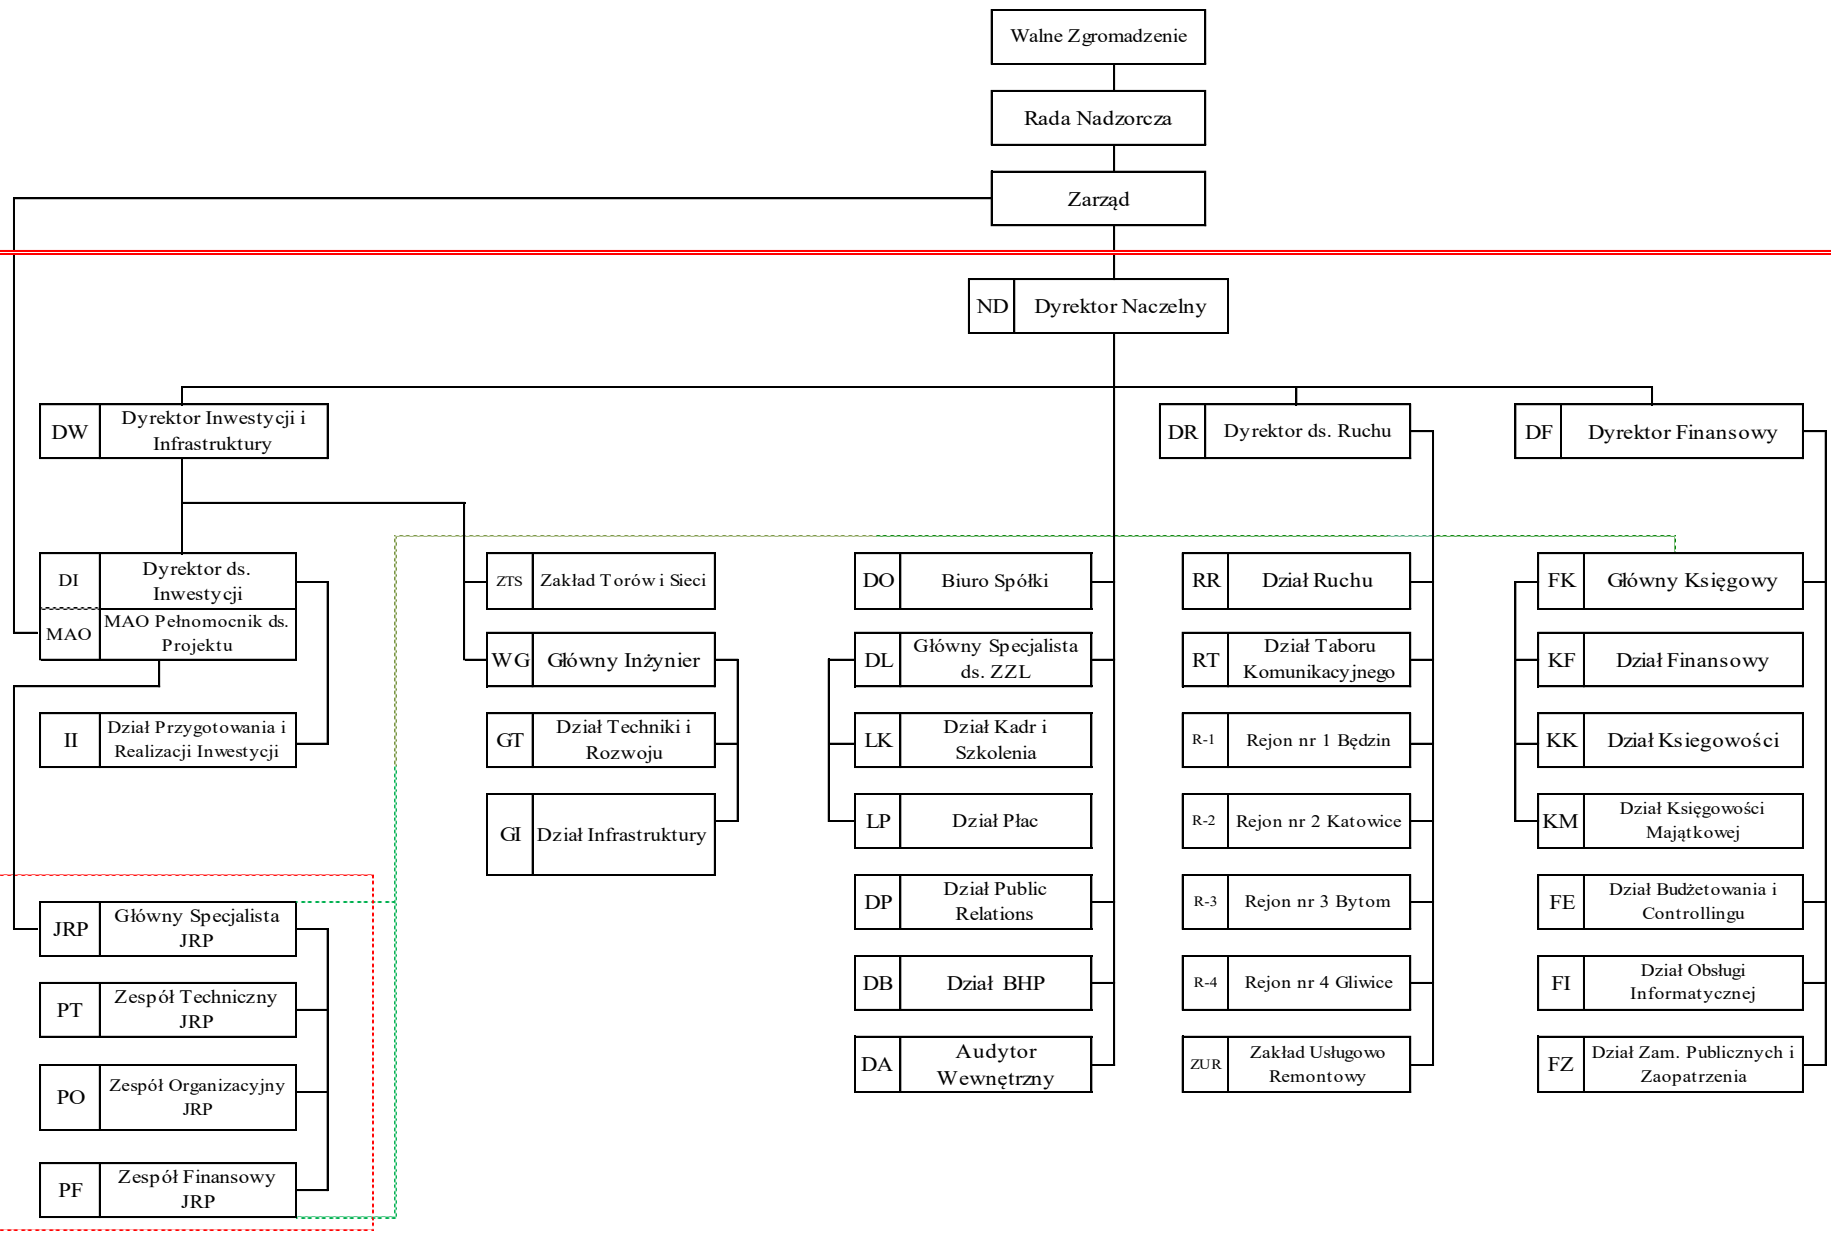 Walne Zgromadzenie
Rada Nadzorcza
Zarząd
ND
Dyrektor Naczelny
DW
Dyrektor Inwestycji i
Infrastruktury
DR
Dyrektor ds. Ruchu
DF
Dyrektor Finansowy
DI
Dyrektor ds.
Inwestycji
MAO
MAO Pełnomocnik ds.
Projektu
II
Dział Przygotowania i
Realizacji Inwestycji
JRP
Główny Specjalista
JRP
PT
Zespół Techniczny
JRP
PO
Zespół Organizacyjny
JRP
PF
Zespół Finansowy
JRP
ZTS
Zakład Torów i Sieci
WG
Główny Inżynier
GT
Dział Techniki i
Rozwoju
GI
Dział Infrastruktury
DO
Biuro Spółki
DL
Główny Specjalista
ds. ZZL
LK
Dział Kadr i
Szkolenia
LP
Dział Płac
DP
Dział Public
Relations
DB
Dział BHP
DA
Audytor
Wewnętrzny
RR
Dział Ruchu
RT
Dział Taboru
Komunikacyjnego
R-1
Rejon nr 1 Będzin
R-2
Rejon nr 2 Katowice
R-3
Rejon nr 3 Bytom
R-4
Rejon nr 4 Gliwice
ZUR
Zakład Usługowo
Remontowy
FK
Główny Księgowy
KF
Dział Finansowy
KK
Dział Ksiegowości
KM
Dział Księgowości
Majątkowej
FE
Dział Budżetowania i
Controllingu
FI
Dział Obsługi
Informatycznej
FZ
Dział Zam. Publicznych i
Zaopatrzenia